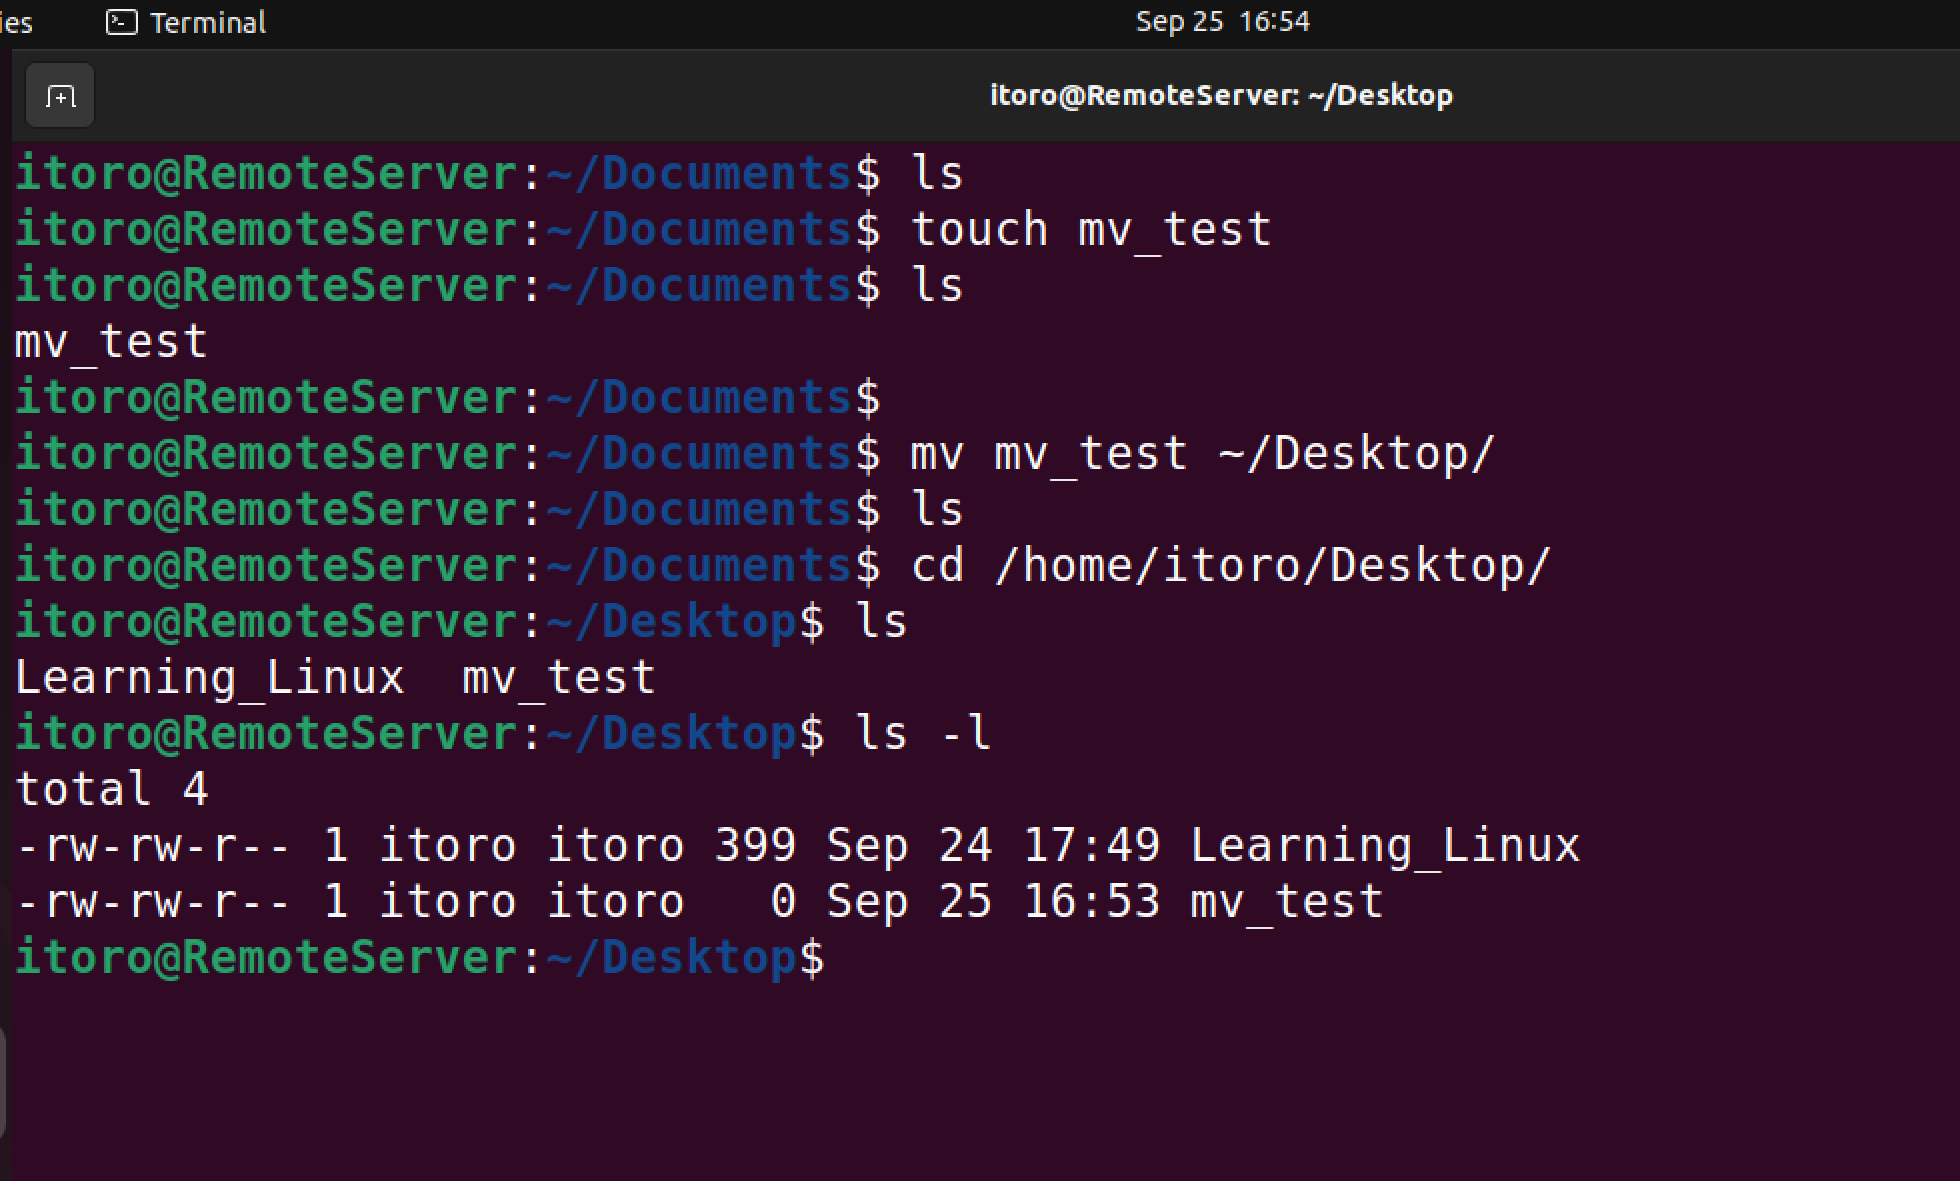 ies Terminal Sep 25 16:54
itoro@RemoteServer: ~/Desktop
itoro@RemoteServer:~/Documents$ ls
itoro@RemoteServer:~/Documents$ touch mv_test
itoro@RemoteServer:~/Documents$ ls
mv_test
itoro@RemoteServer:~/Documents$
itoro@RemoteServer:~/Documents$ mv mv_test ~/Desktop/
itoro@RemoteServer:~/Documents$ ls
itoro@RemoteServer:~/Documents$ cd /home/itoro/Desktop/
itoro@RemoteServer:~/Desktop$ ls
Learning_Linux  mv_test
itoro@RemoteServer:~/Desktop$ ls -l
total 4
-rw-rw-r-- 1 itoro itoro 399 Sep 24 17:49 Learning_Linux
-rw-rw-r-- 1 itoro itoro   0 Sep 25 16:53 mv_test
itoro@RemoteServer:~/Desktop$